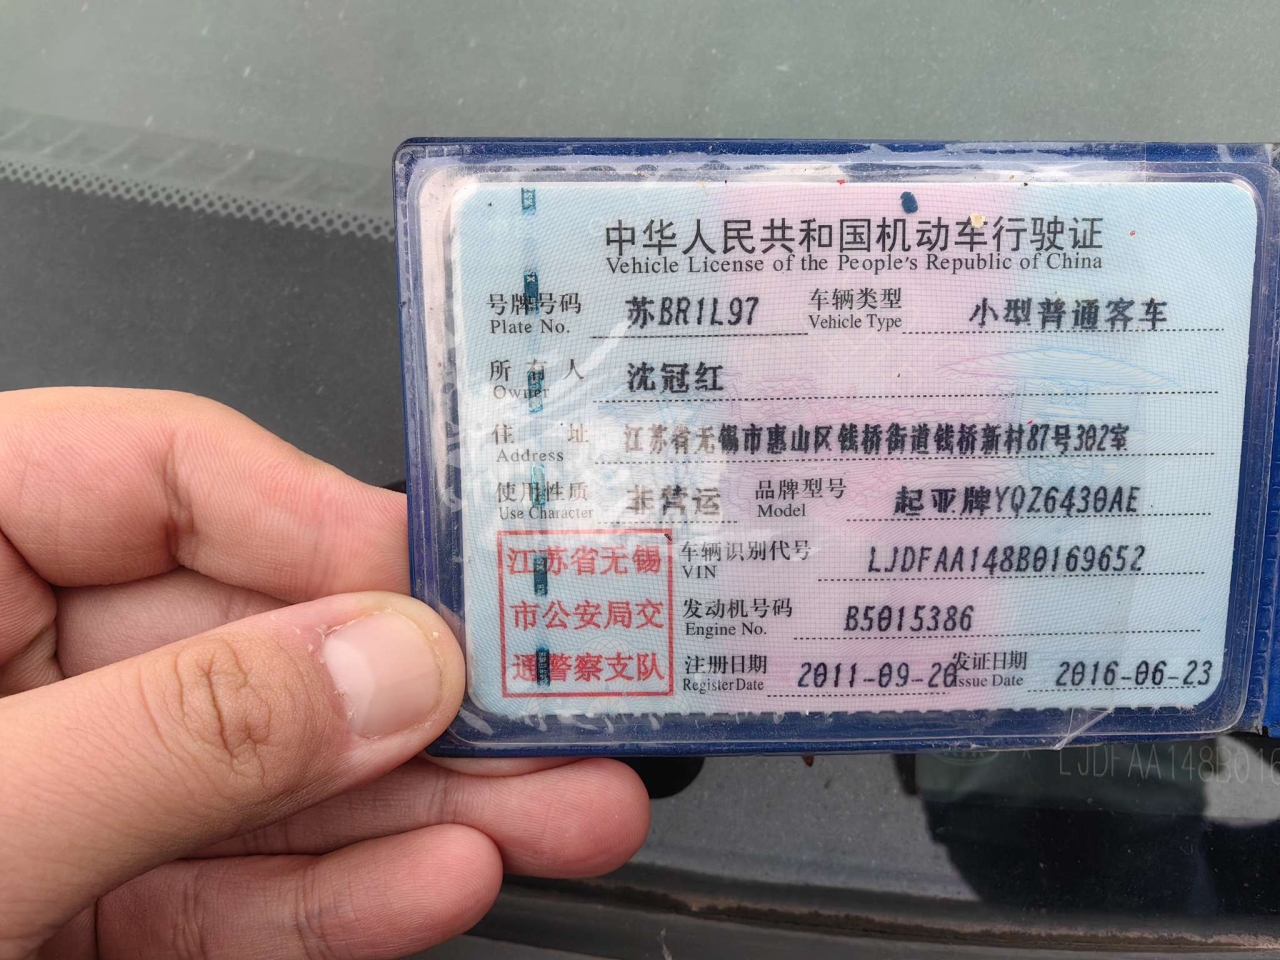 中华人民共和国机动车行驶证
Vehicle License of the People's Republic of China
号牌号码 苏BR1L97 车辆类型 小型普通客车
Plate No. Vehicle Type
所有人 沈冠红
Owner
住址 江苏省无锡市惠山区钱桥街道钱桥新村87号302室
Address
使用性质 非营运 品牌型号 起亚牌YQZ6430AE
Use Character Model
江苏省无锡
市公安局交
通警察支队
车辆识别代号 LJDFAA148B0169652
VIN
发动机号码 B5015386
Engine No.
注册日期 2011-09-20 发证日期 2016-06-23
Register Date Issue Date
LJDFAA148B016